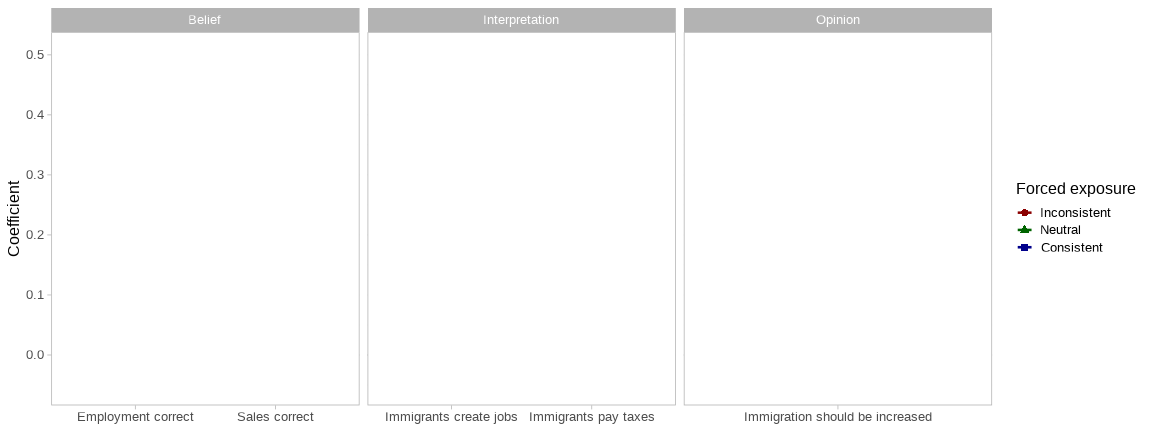 Belief
Interpretation
Opinion
0.5
0.4
0.3
0.2
0.1
0.0
Coefficient
Employment correct
Sales correct
Immigrants create jobs
Immigrants pay taxes
Immigration should be increased
Forced exposure
Inconsistent
Neutral
Consistent